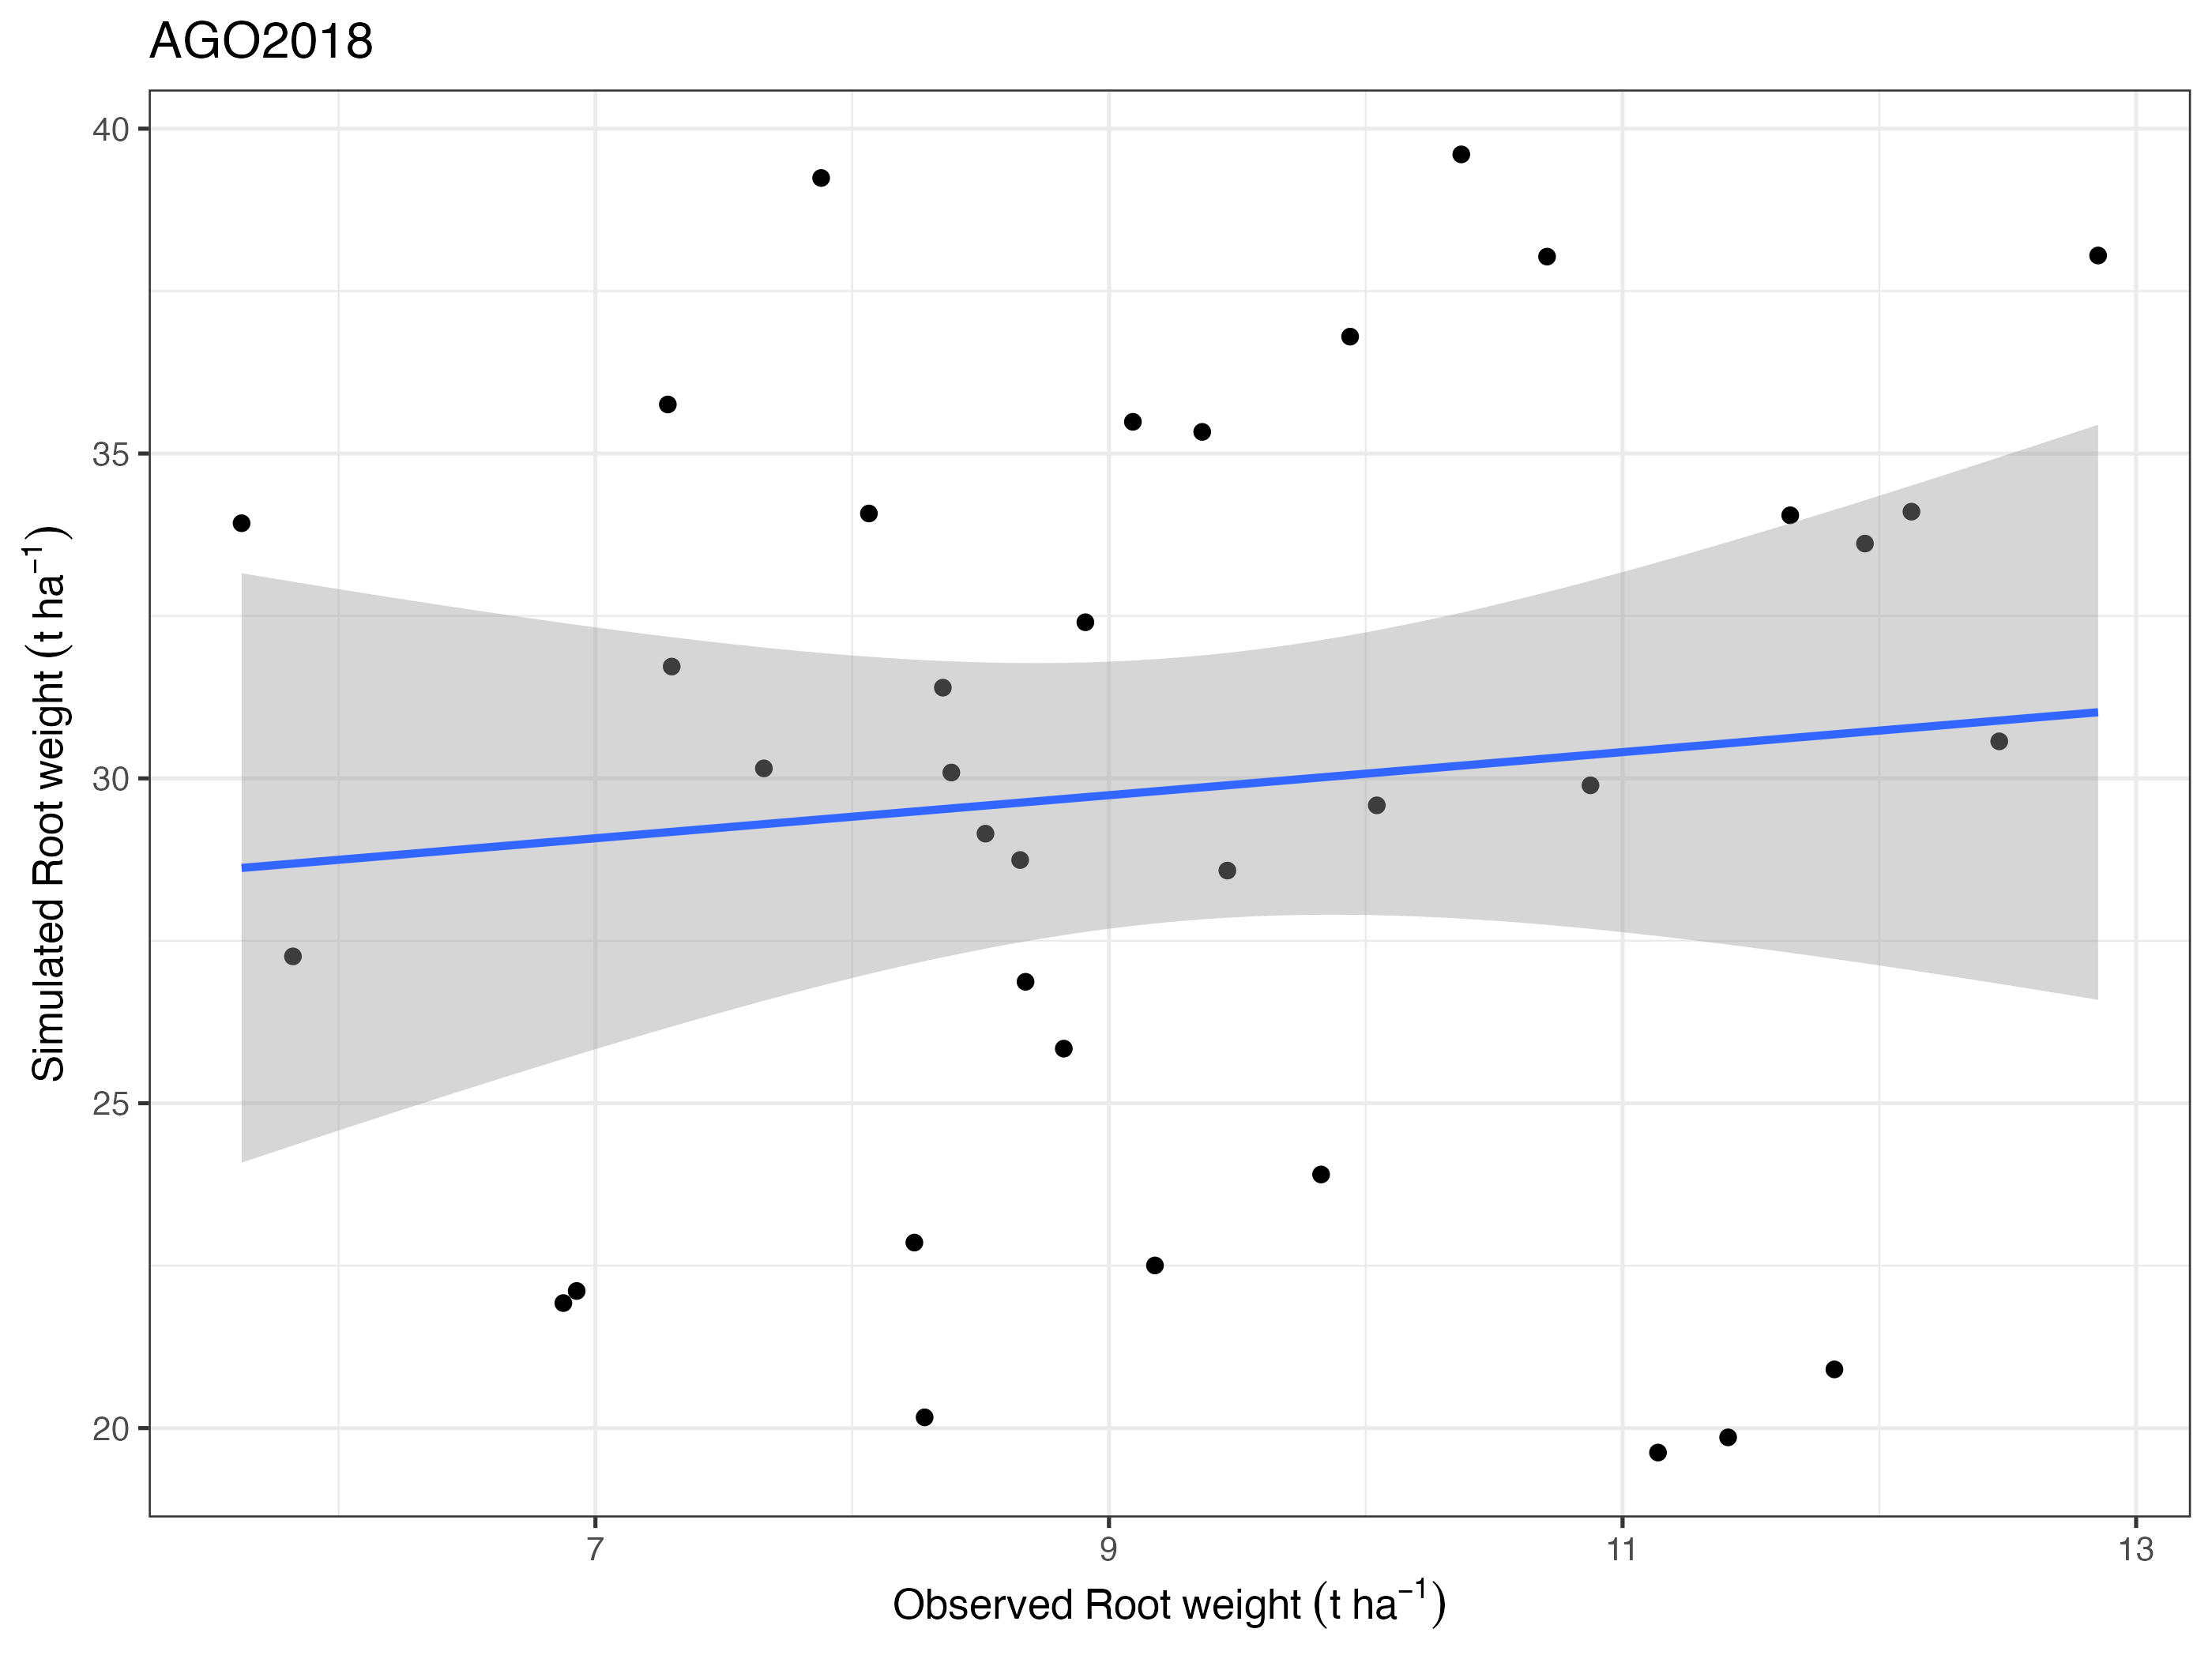 AGO2018
40
35
30
25
20
Simulated Root weight (t ha⁻¹)
7 9 11 13
Observed Root weight (t ha⁻¹)